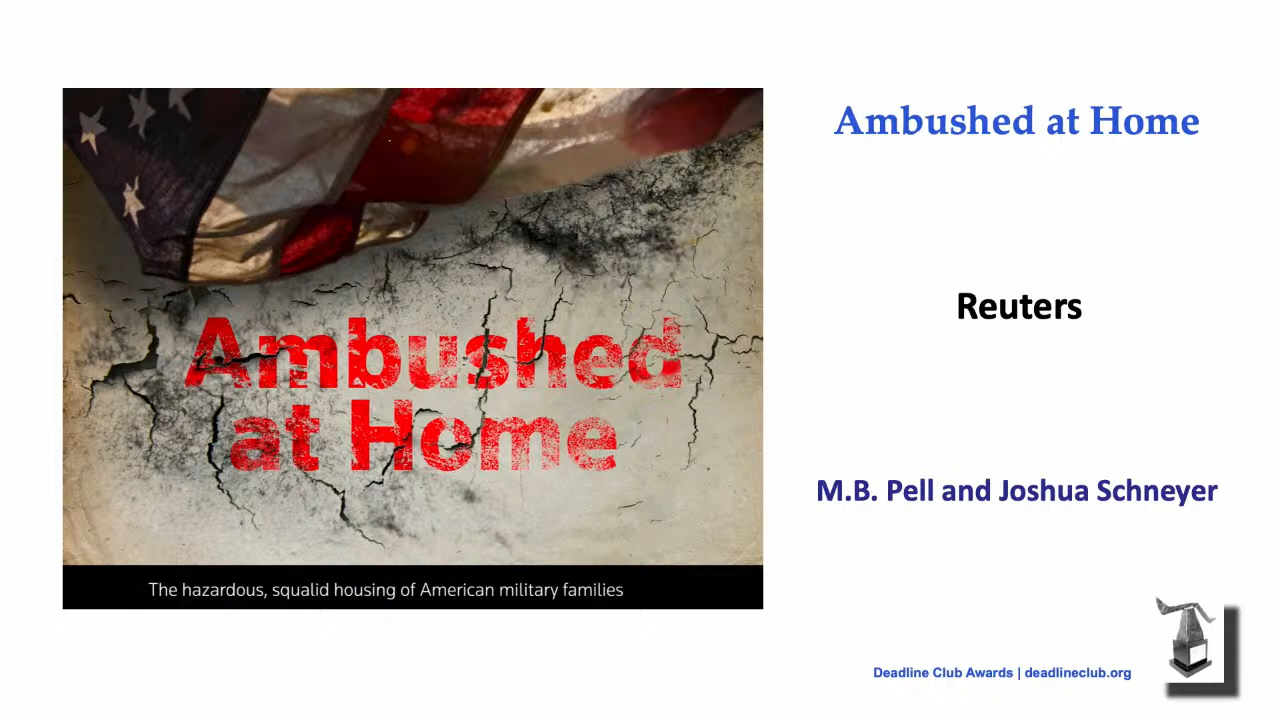 Ambushed
at Home
The hazardous, squalid housing of American military families
Ambushed at Home
Reuters
M.B. Pell and Joshua Schneyer
Deadline Club Awards | deadlineclub.org